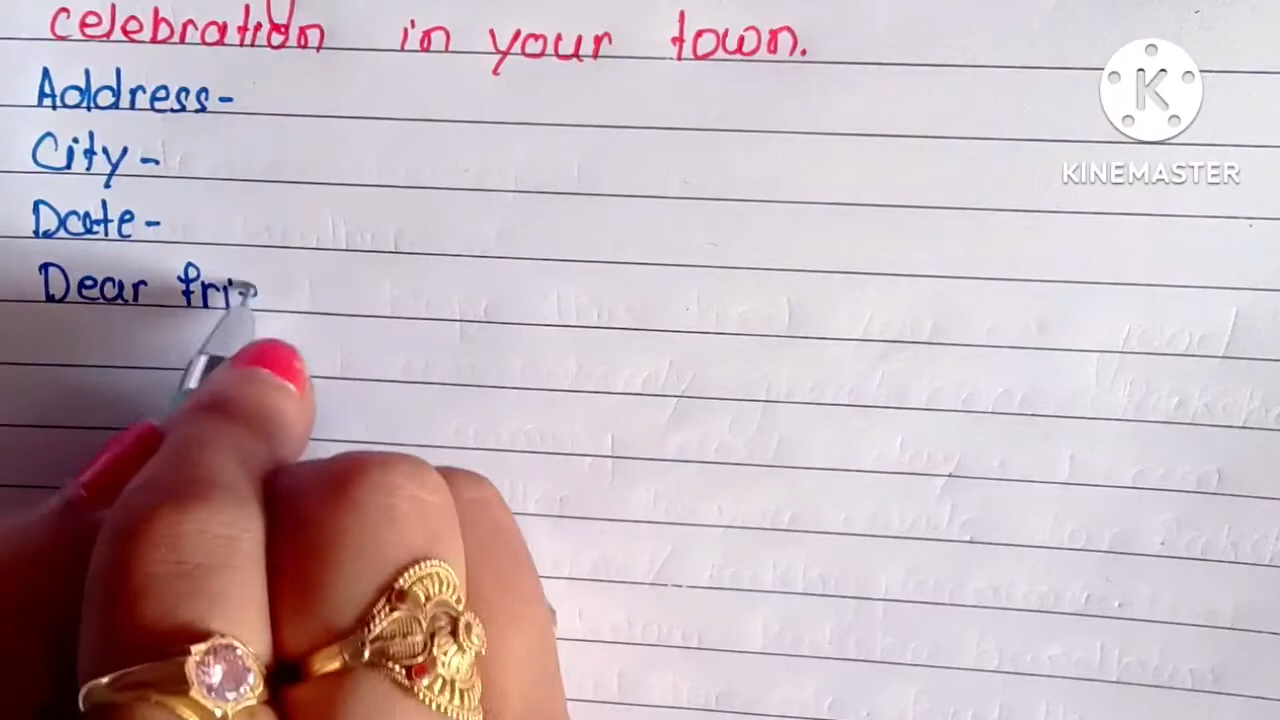 celebration in your town.
Address-
City-
Date-
Dear fri
K
KINEMASTER